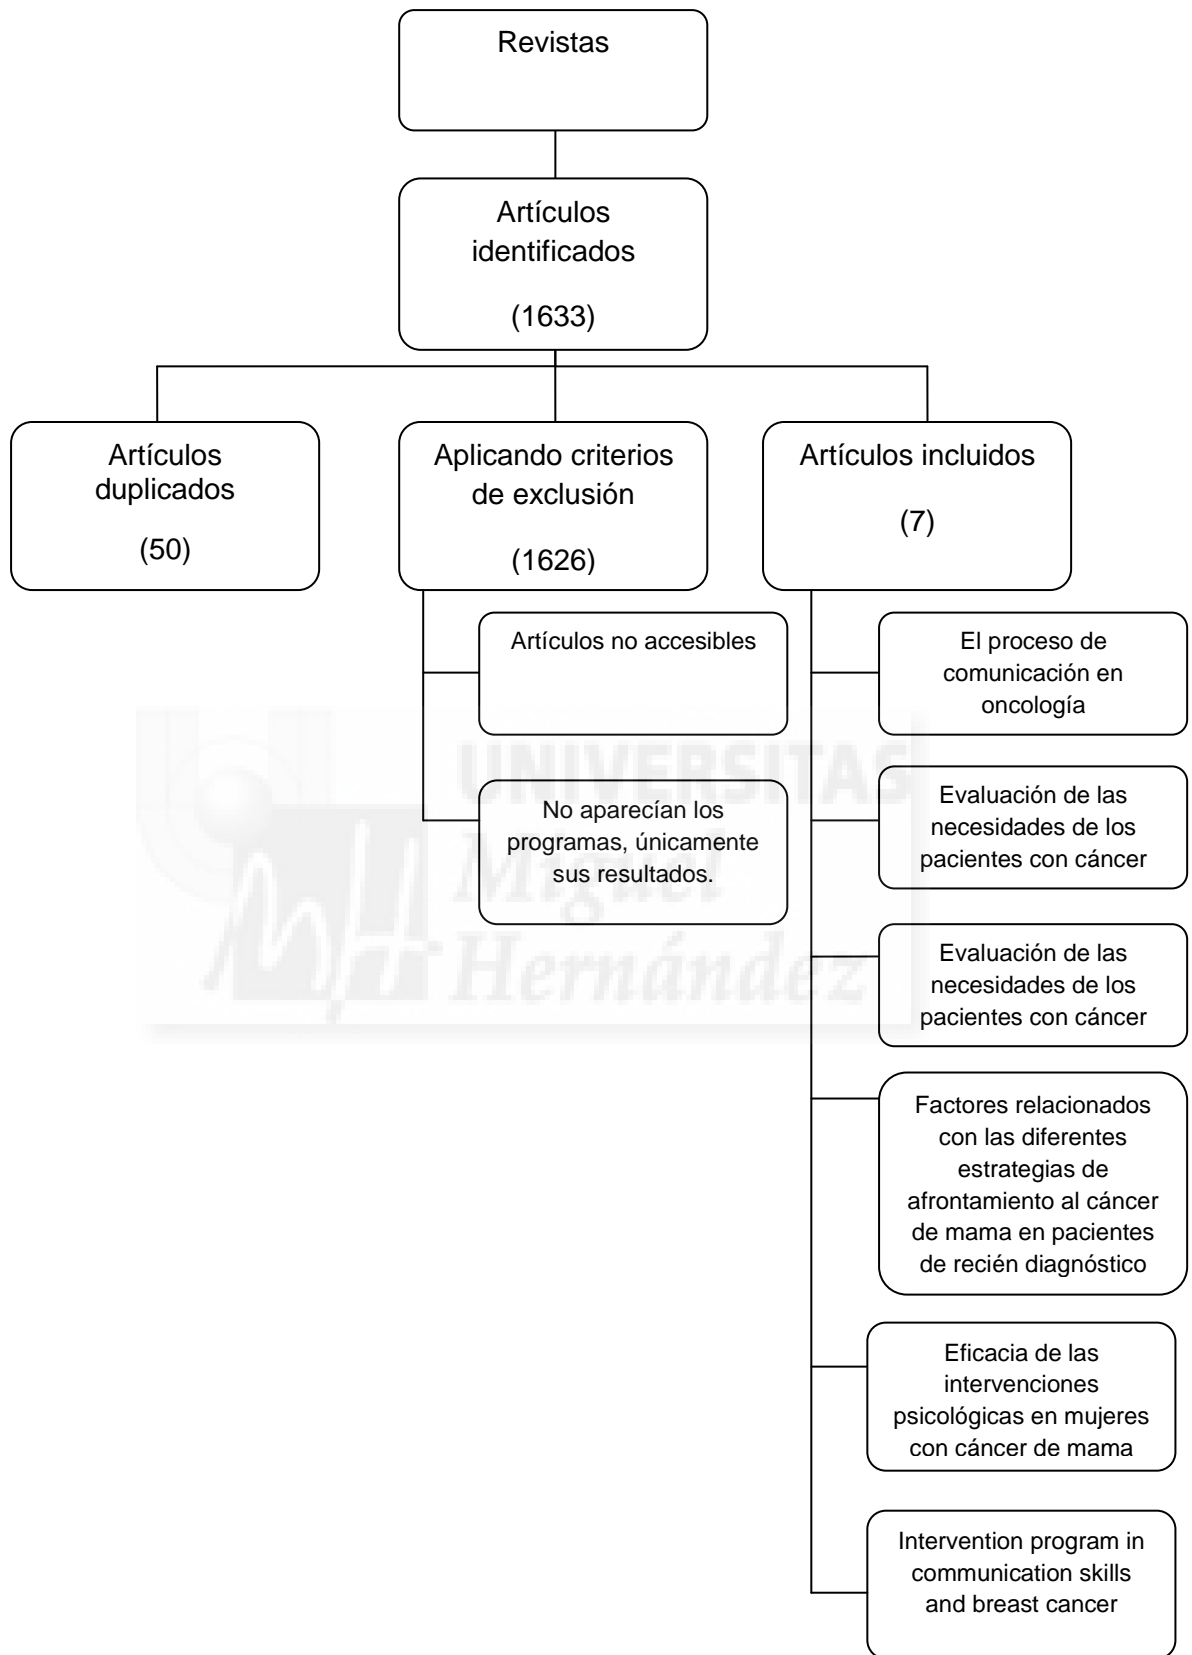 Revistas
Artículos
identificados
(1633)
Artículos
duplicados
(50)
Aplicando criterios
de exclusión
(1626)
Artículos incluidos
(7)
Artículos no accesibles
No aparecían los
programas, únicamente
sus resultados.
El proceso de
comunicación en
oncología
Evaluación de las
necesidades de los
pacientes con cáncer
Evaluación de las
necesidades de los
pacientes con cáncer
Factores relacionados
con las diferentes
estrategias de
afrontamiento al cáncer
de mama en pacientes
de recién diagnóstico
Eficacia de las
intervenciones
psicológicas en mujeres
con cáncer de mama
Intervention program in
communication skills
and breast cancer
UNIVERSITAS
Miguel
Hernández